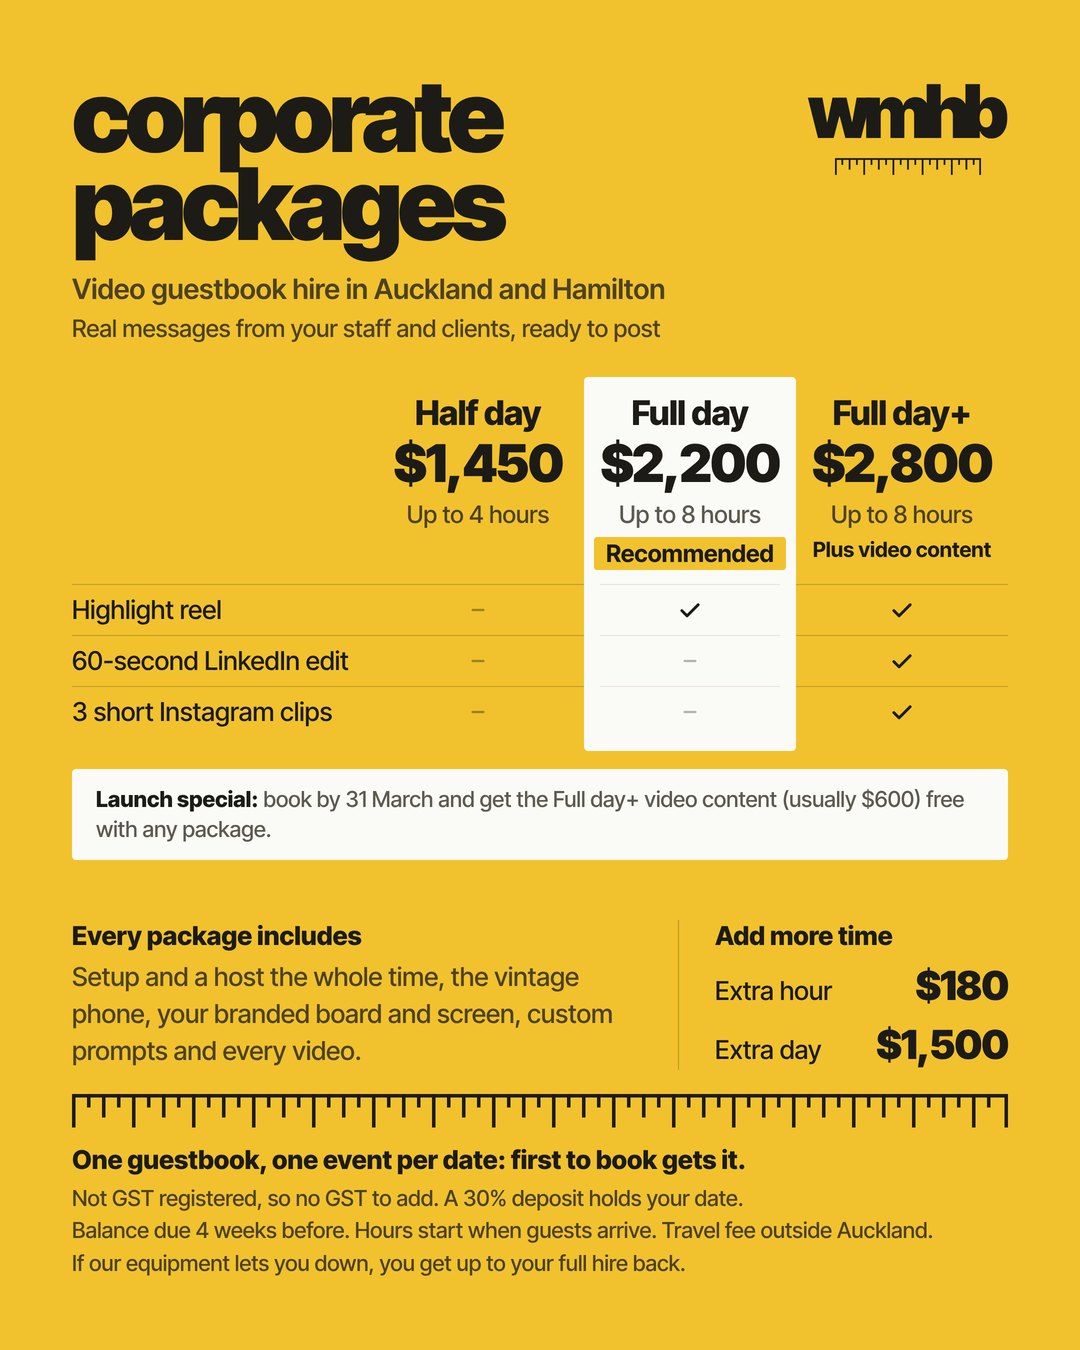 corporate
packages
wmhb
Video guestbook hire in Auckland and Hamilton
Real messages from your staff and clients, ready to post
Half day
$1,450
Up to 4 hours
Full day
$2,200
Up to 8 hours
Recommended
Full day+
$2,800
Up to 8 hours
Plus video content
Highlight reel – ✓ ✓
60-second LinkedIn edit – – ✓
3 short Instagram clips – – ✓
Launch special: book by 31 March and get the Full day+ video content (usually $600) free
with any package.
Every package includes
Setup and a host the whole time, the vintage
phone, your branded board and screen, custom
prompts and every video.
Add more time
Extra hour $180
Extra day $1,500
One guestbook, one event per date: first to book gets it.
Not GST registered, so no GST to add. A 30% deposit holds your date.
Balance due 4 weeks before. Hours start when guests arrive. Travel fee outside Auckland.
If our equipment lets you down, you get up to your full hire back.